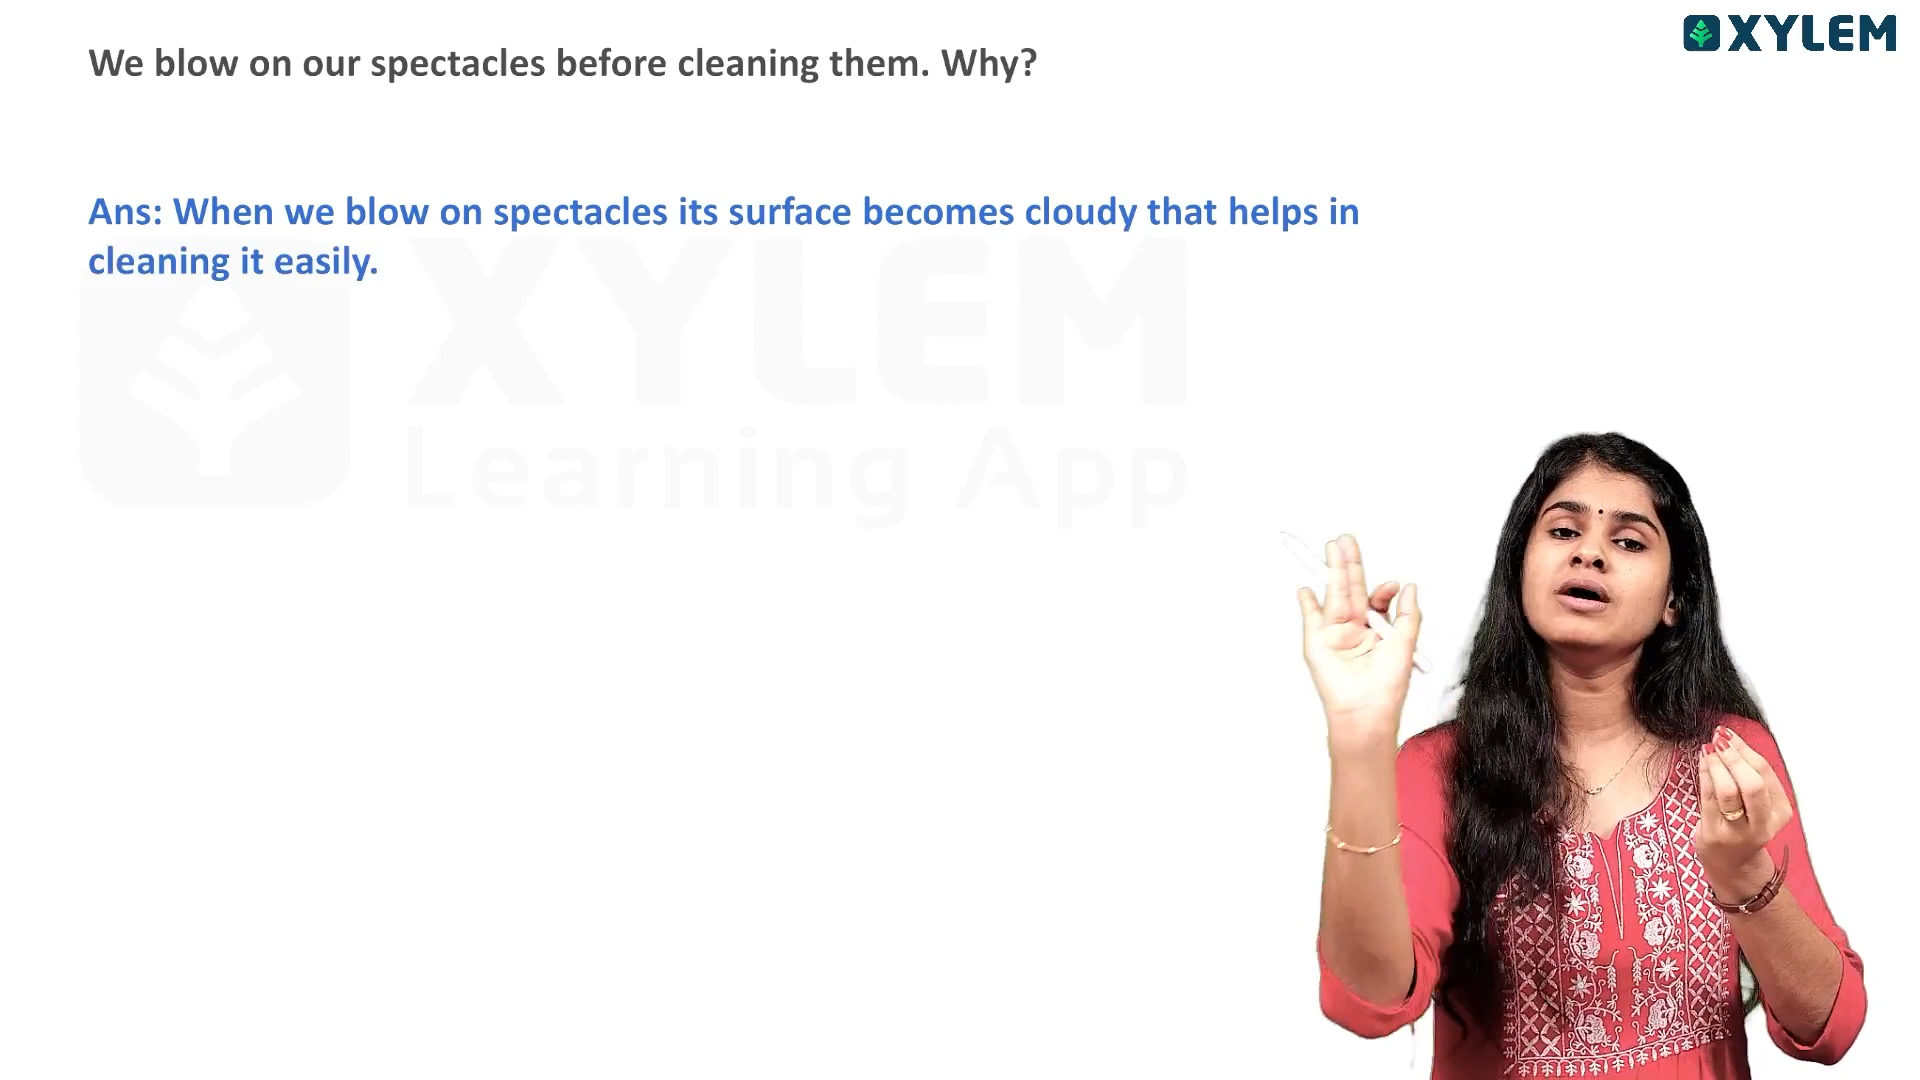 XYLEM
We blow on our spectacles before cleaning them. Why?
Ans: When we blow on spectacles its surface becomes cloudy that helps in
cleaning it easily.
XYLEM
Learning App